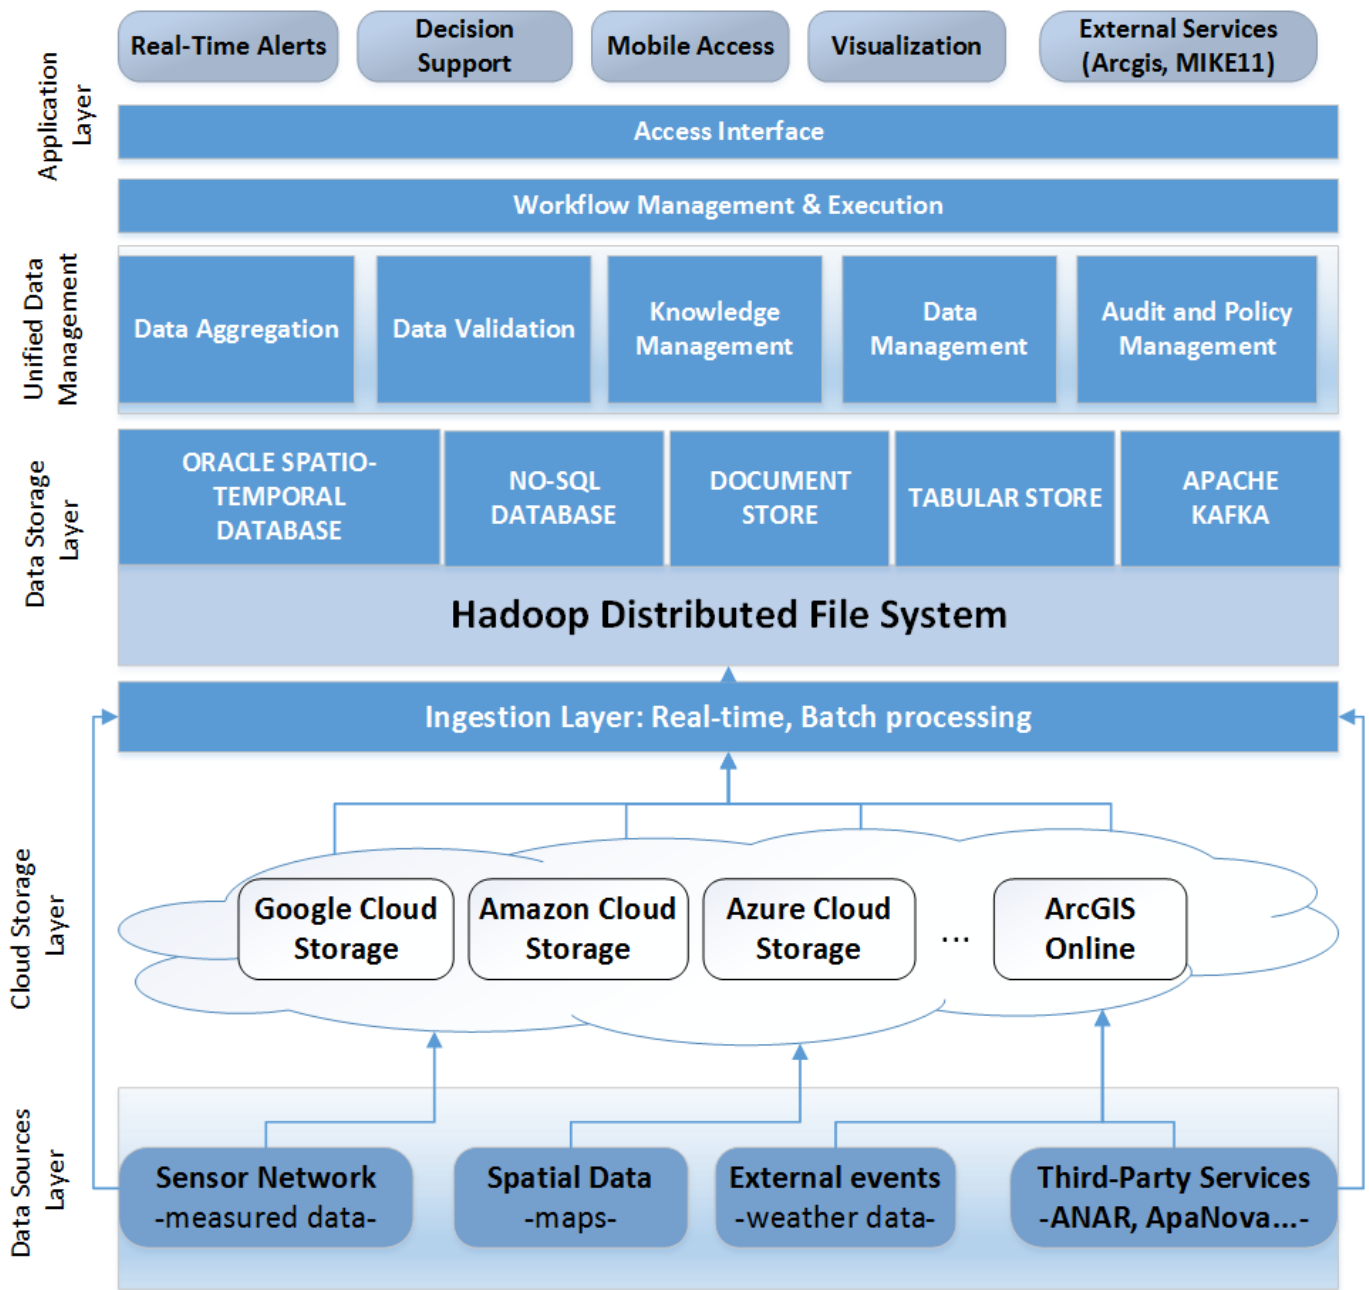 Real-Time Alerts
Decision
Support
Mobile Access
Visualization
External Services
(Arcgis, MIKE11)
Application
Layer
Access Interface
Workflow Management & Execution
Unified Data
Management
Data Aggregation
Data Validation
Knowledge
Management
Data
Management
Audit and Policy
Management
Data Storage
Layer
ORACLE SPATIO-
TEMPORAL
DATABASE
NO-SQL
DATABASE
DOCUMENT
STORE
TABULAR STORE
APACHE
KAFKA
Hadoop Distributed File System
Ingestion Layer: Real-time, Batch processing
Cloud Storage
Layer
Google Cloud
Storage
Amazon Cloud
Storage
Azure Cloud
Storage
...
ArcGIS
Online
Data Sources
Layer
Sensor Network
-measured data-
Spatial Data
-maps-
External events
-weather data-
Third-Party Services
-ANAR, ApaNova...-